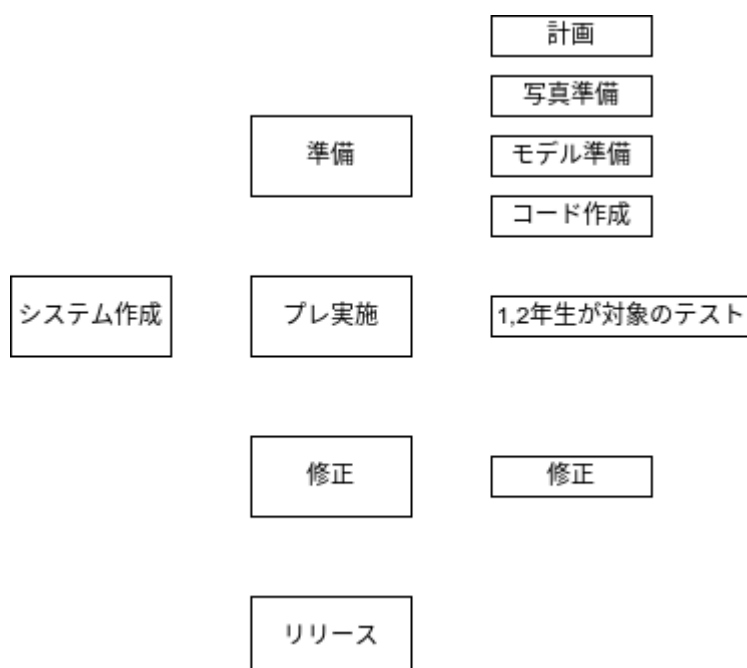 計画
写真準備
準備
モデル準備
コード作成
システム作成
プレ実施
1,2年生が対象のテスト
修正
修正
リリース